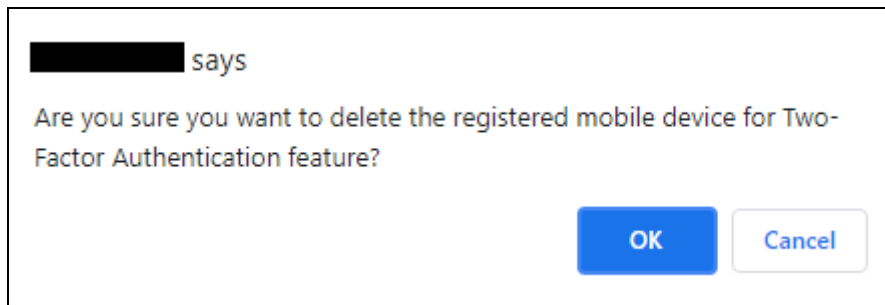 says
Are you sure you want to delete the registered mobile device for Two-
Factor Authentication feature?
OK
Cancel